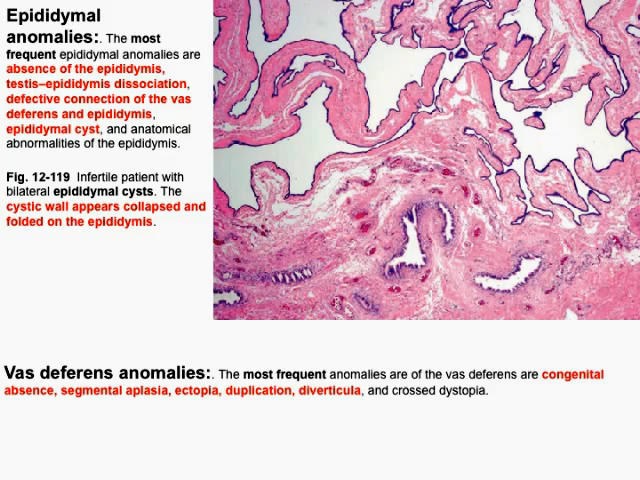 Epididymal
anomalies:. The most
frequent epididymal anomalies are
absence of the epididymis,
testis–epididymis dissociation,
defective connection of the vas
deferens and epididymis,
epididymal cyst, and anatomical
abnormalities of the epididymis.
Fig. 12-119 Infertile patient with
bilateral epididymal cysts. The
cystic wall appears collapsed and
folded on the epididymis.
Vas deferens anomalies:. The most frequent anomalies are of the vas deferens are congenital
absence, segmental aplasia, ectopia, duplication, diverticula, and crossed dystopia.